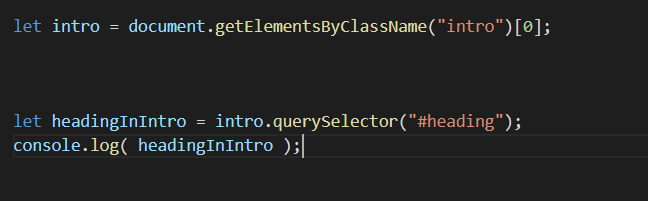 let intro = document.getElementsByClassName("intro")[0];
let headingInIntro = intro.querySelector("#heading");
console.log( headingInIntro );